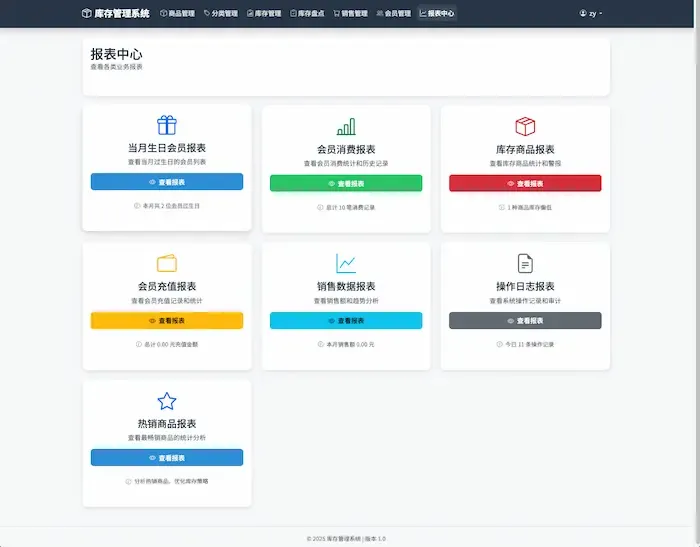 库存管理系统 商品管理 分类管理 库存管理 库存盘点 销售管理 会员管理 报表中心 zy
报表中心
查看各类业务报表
当月生日会员报表
查看当月过生日的会员列表
查看报表
本月共 2 位会员过生日
会员消费报表
查看会员消费统计和历史记录
查看报表
总计 10 笔消费记录
库存商品报表
查看库存商品统计和警报
查看报表
1 种商品库存偏低
会员充值报表
查看会员充值记录和统计
查看报表
总计 0.00 元充值金额
销售数据报表
查看销售额和趋势分析
查看报表
本月销售额 0.00 元
操作日志报表
查看系统操作记录和审计
查看报表
今日 11 条操作记录
热销商品报表
查看最畅销商品的统计分析
查看报表
分析热销商品，优化库存策略
© 2025 库存管理系统 | 版本 1.0